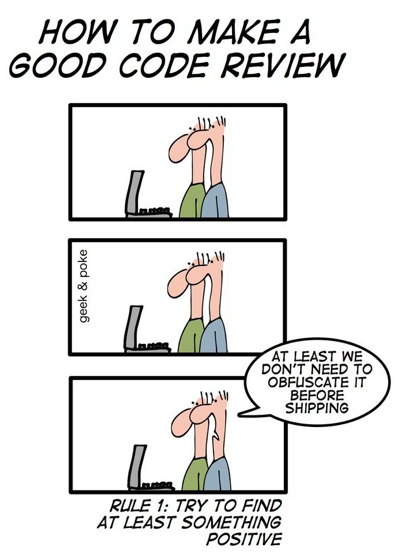 HOW TO MAKE A
GOOD CODE REVIEW
geek & poke
AT LEAST WE
DON'T NEED TO
OBFUSCATE IT
BEFORE
SHIPPING
RULE 1: TRY TO FIND
AT LEAST SOMETHING
POSITIVE